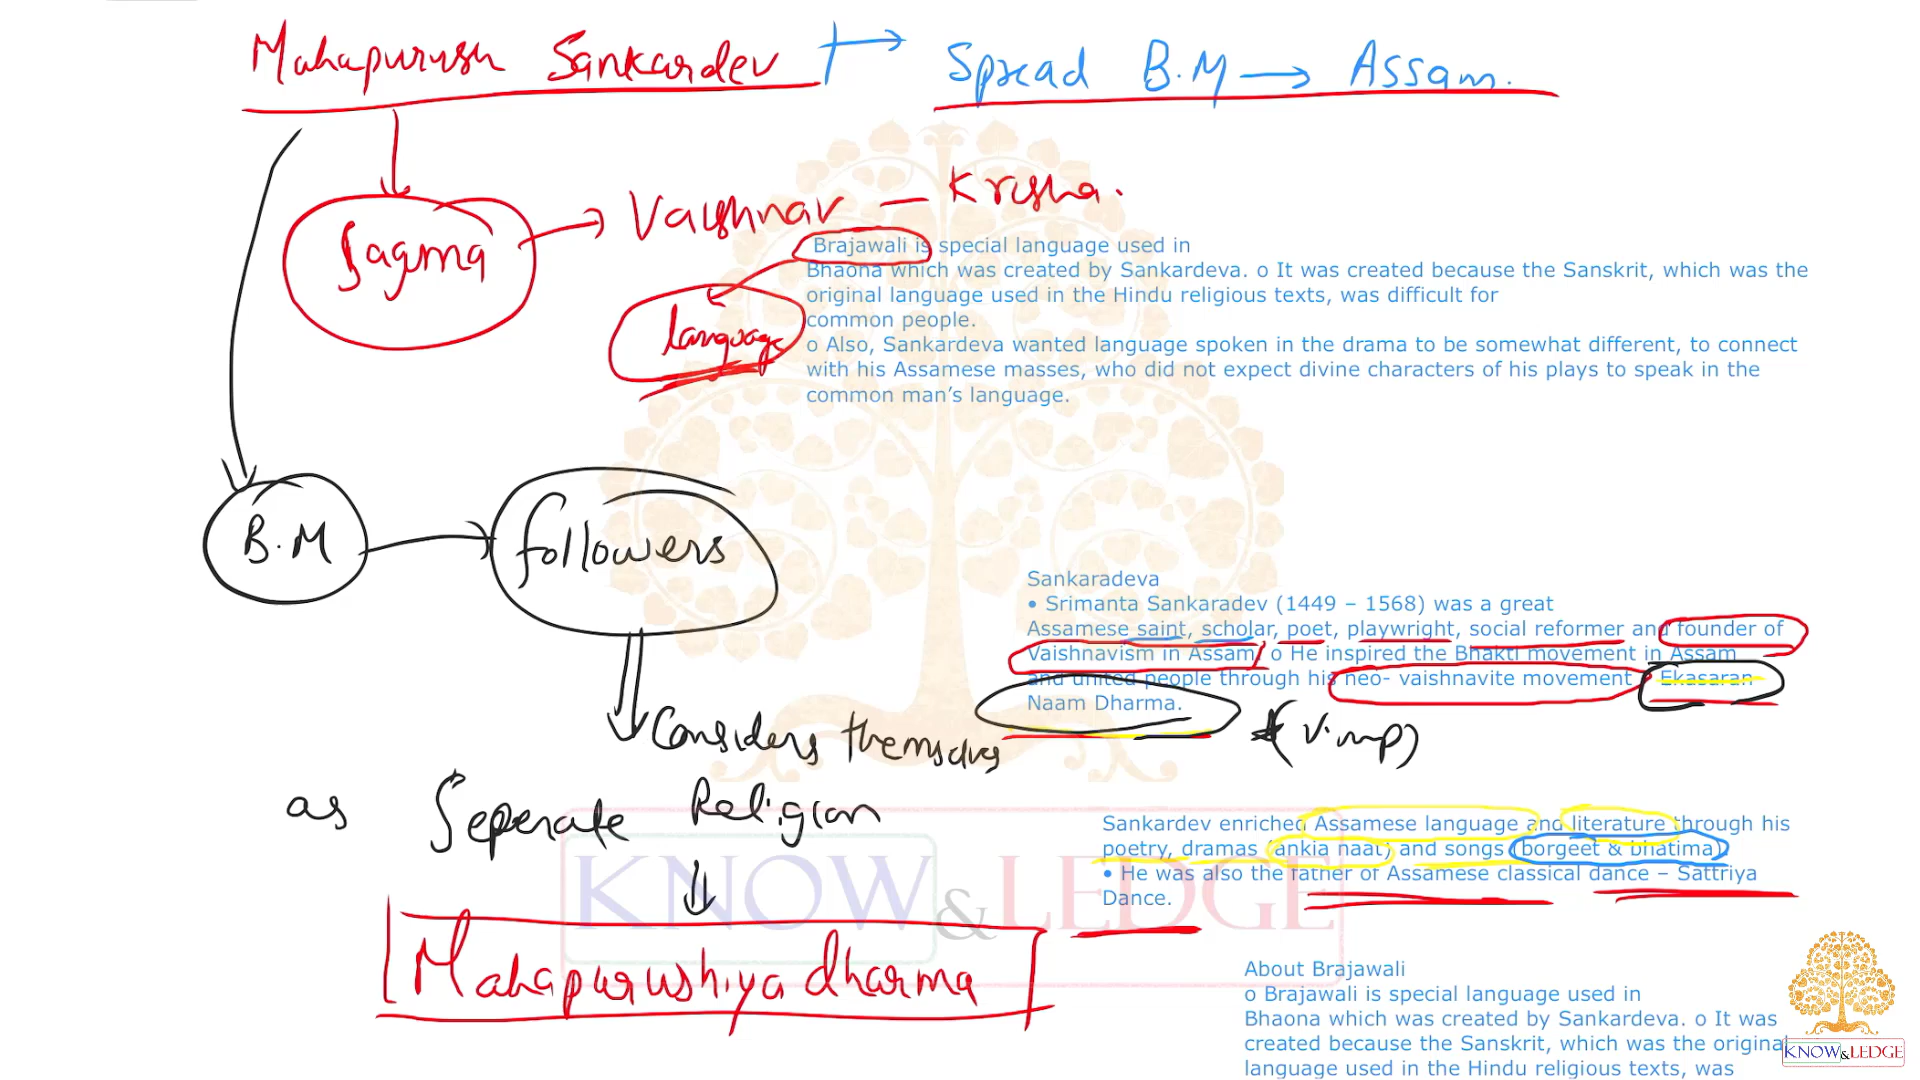 Mahapurush Sankardev → Spread B.M → Assam.
Sagma → Vaishnav – Krisha.
Brajawali is special language used in
Bhaona which was created by Sankardeva. o It was created because the Sanskrit, which was the
original language used in the Hindu religious texts, was difficult for
common people.
o Also, Sankardeva wanted language spoken in the drama to be somewhat different, to connect
with his Assamese masses, who did not expect divine characters of his plays to speak in the
common man's language.
language
B.M → followers
Sankaradeva
• Srimanta Sankaradev (1449 – 1568) was a great
Assamese saint, scholar, poet, playwright, social reformer and founder of
Vaishnavism in Assam. o He inspired the Bhakti movement in Assam
and united people through his neo- vaishnavite movement Ekasaran
Naam Dharma.
(V.imp)
Considers themselves
as Seperate Religion
Sankardev enriched Assamese language and literature through his
poetry, dramas (ankia naat) and songs (borgeet & bhatima).
• He was also the father of Assamese classical dance – Sattriya
Dance.
KNOW&LEDGE
Mahapurushiya dharma
About Brajawali
o Brajawali is special language used in
Bhaona which was created by Sankardeva. o It was
created because the Sanskrit, which was the original
language used in the Hindu religious texts, was
KNOW&LEDGE